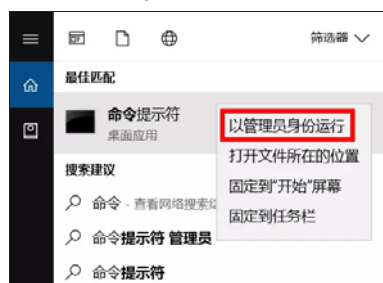 筛选器
最佳匹配
命令提示符
桌面应用
以管理员身份运行
打开文件所在的位置
固定到"开始"屏幕
固定到任务栏
搜索建议
命令 - 查看网络搜索
命令提示符 管理员
命令提示符